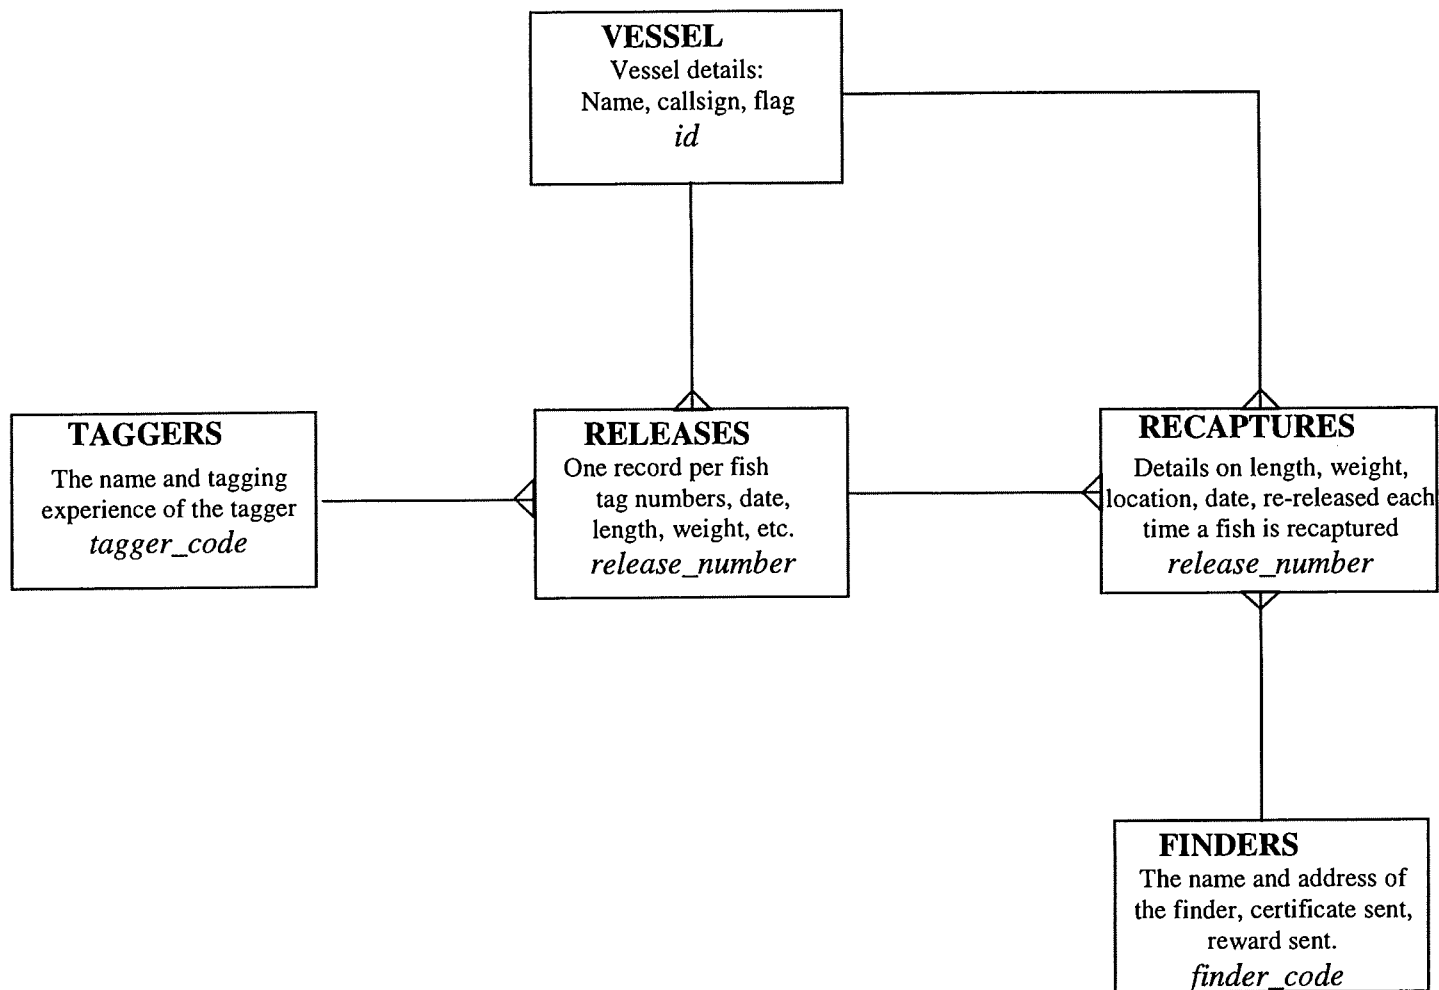 VESSEL
Vessel details:
Name, callsign, flag
id
TAGGERS
The name and tagging
experience of the tagger
tagger_code
RELEASES
One record per fish
tag numbers, date,
length, weight, etc.
release_number
RECAPTURES
Details on length, weight,
location, date, re-released each
time a fish is recaptured
release_number
FINDERS
The name and address of
the finder, certificate sent,
reward sent.
finder_code